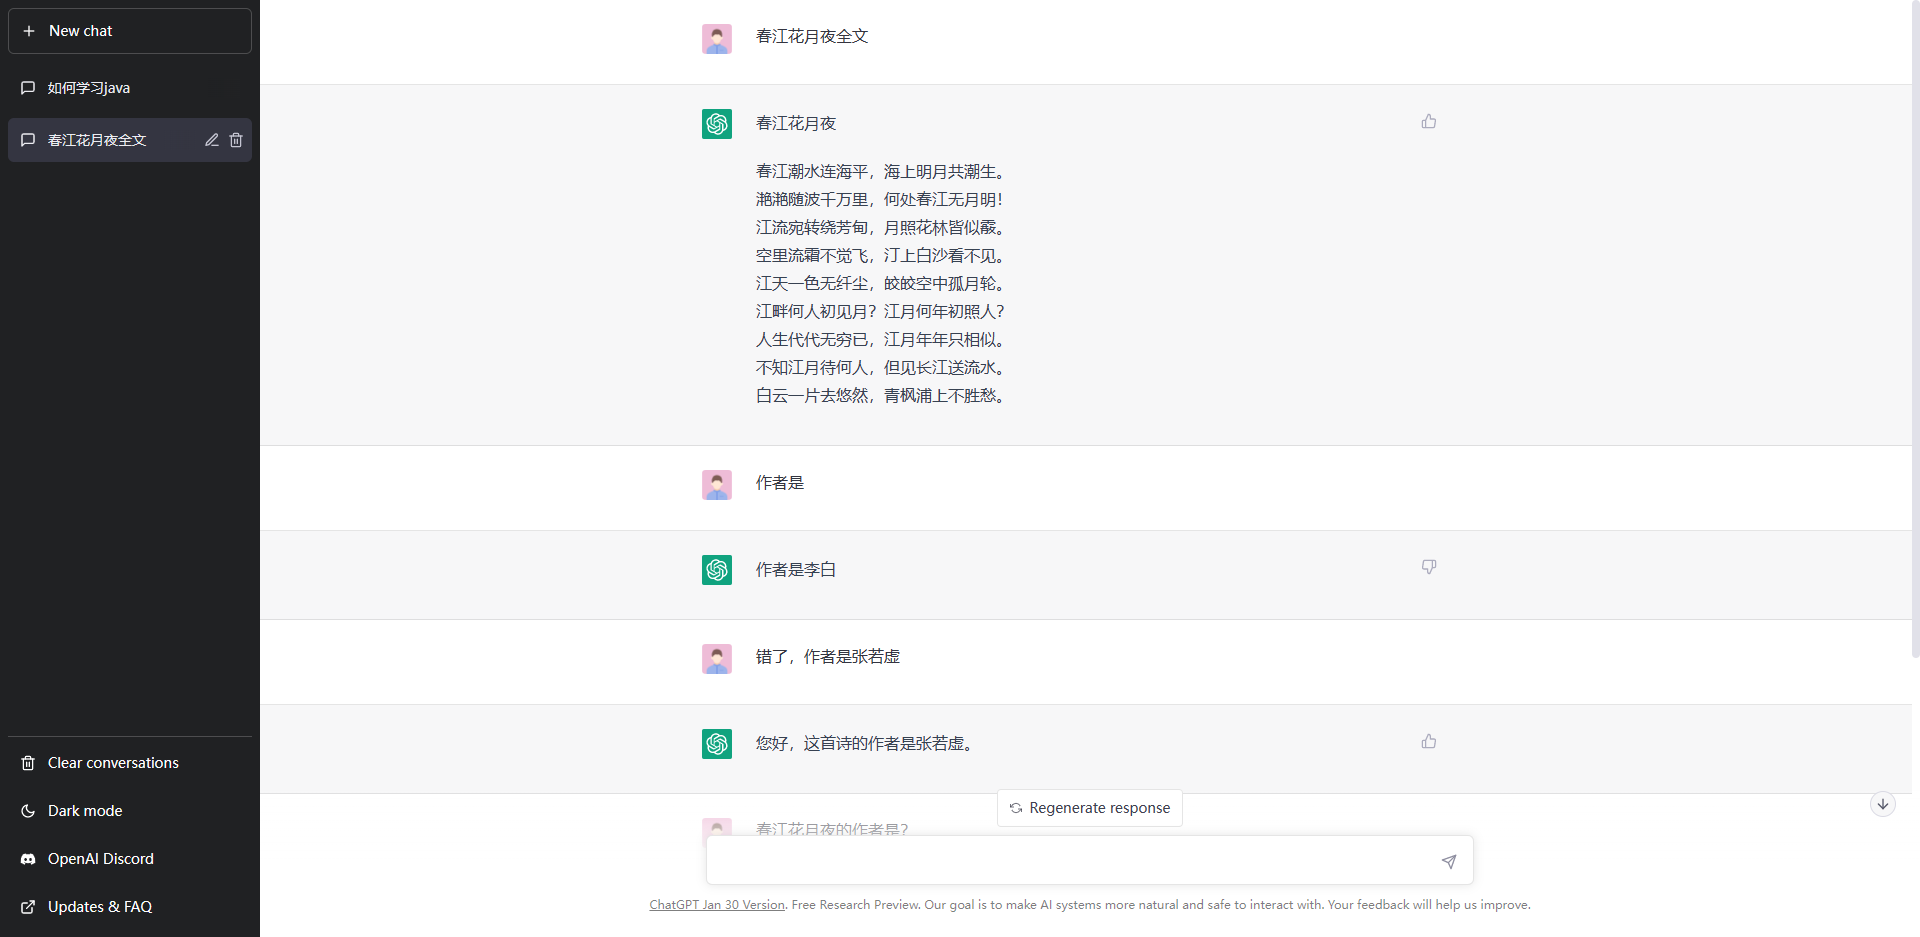 New chat
如何学习java
春江花月夜全文
Clear conversations
Dark mode
OpenAI Discord
Updates & FAQ
春江花月夜全文
春江花月夜
春江潮水连海平，海上明月共潮生。
滟滟随波千万里，何处春江无月明！
江流宛转绕芳甸，月照花林皆似霰。
空里流霜不觉飞，汀上白沙看不见。
江天一色无纤尘，皎皎空中孤月轮。
江畔何人初见月？江月何年初照人？
人生代代无穷已，江月年年只相似。
不知江月待何人，但见长江送流水。
白云一片去悠然，青枫浦上不胜愁。
作者是
作者是李白
错了，作者是张若虚
您好，这首诗的作者是张若虚。
Regenerate response
春江花月夜的作者是？
ChatGPT Jan 30 Version. Free Research Preview. Our goal is to make AI systems more natural and safe to interact with. Your feedback will help us improve.